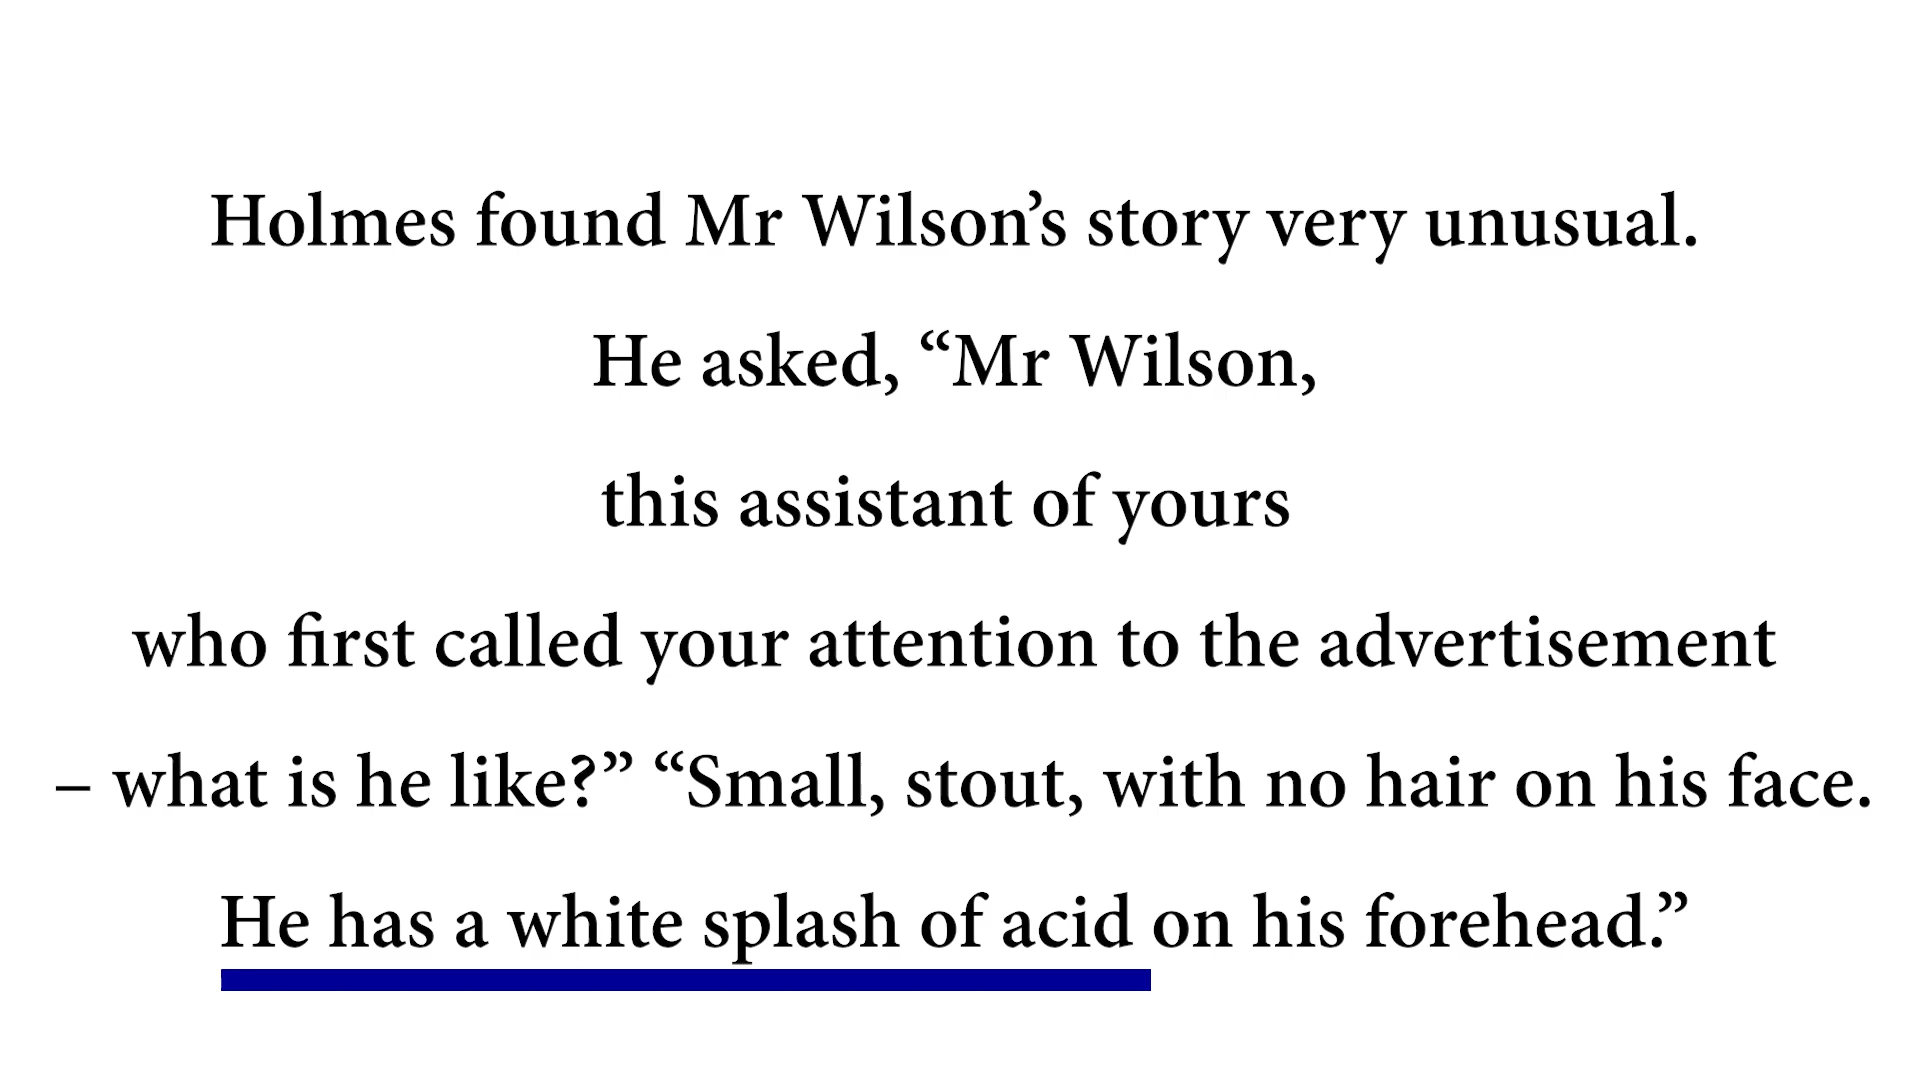 Holmes found Mr Wilson’s story very unusual.
He asked, “Mr Wilson,
this assistant of yours
who first called your attention to the advertisement
– what is he like?” “Small, stout, with no hair on his face.
He has a white splash of acid on his forehead.”